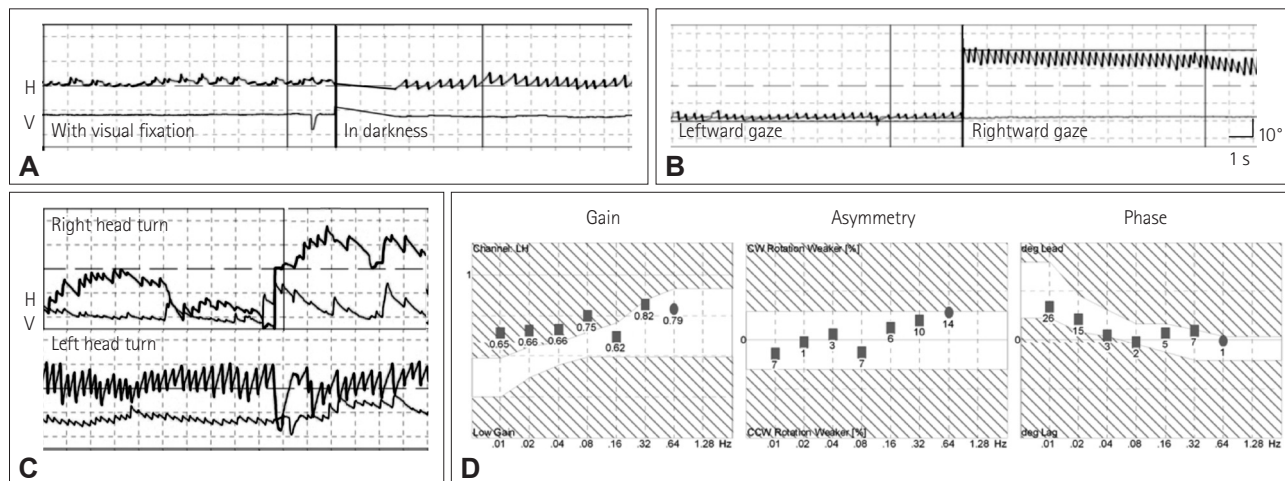 H
V
With visual fixation
In darkness
A
Leftward gaze
Rightward gaze
10°
1 s
B
Right head turn
H
V
Left head turn
C
Gain
Asymmetry
Phase
Channel: LH
CW Rotation Weaker [%]
deg Lead
1
0.65
0.66
0.66
0.75
0.62
0.82
0.79
Low Gain
.01 .02 .04 .08 .16 .32 .64 1.28 Hz
0
7
1
3
7
6
10
14
CCW Rotation Weaker [%]
.01 .02 .04 .08 .16 .32 .64 1.28 Hz
0
26
15
3
2
5
7
1
deg Lag
.01 .02 .04 .08 .16 .32 .64 1.28 Hz
D